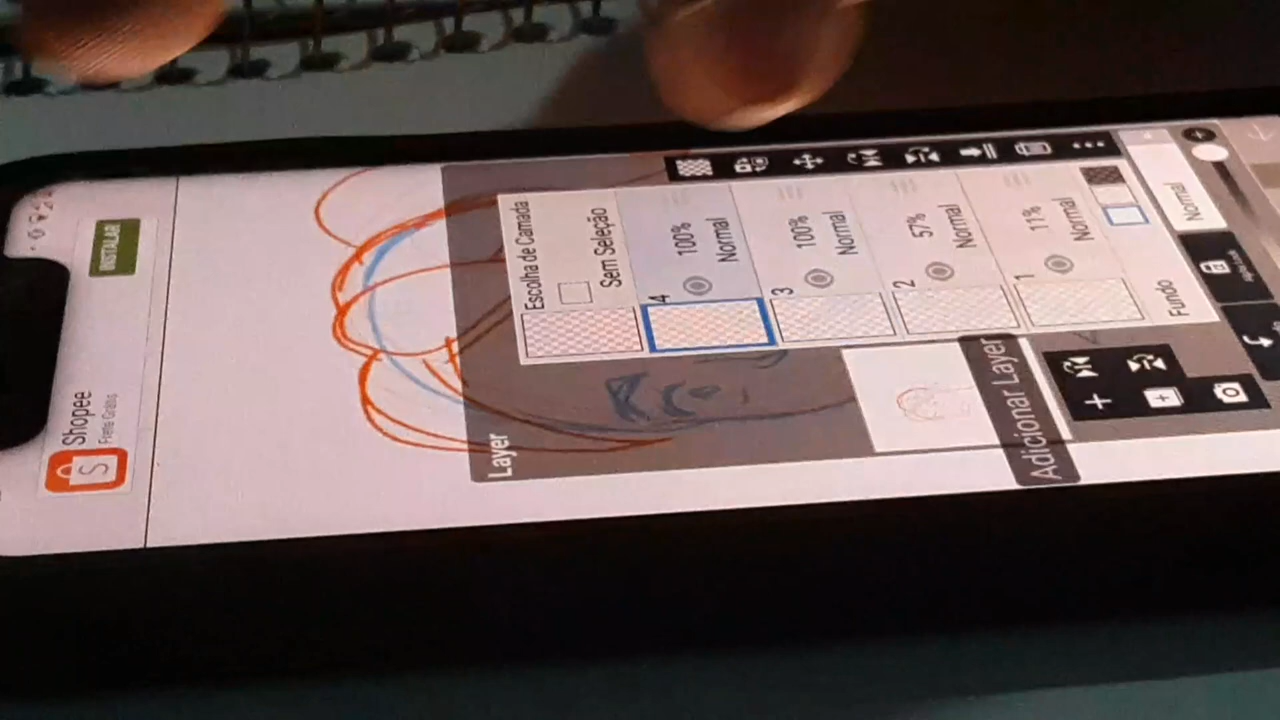 Shopee
Frete Grátis
INSTALAR
Layer
Escolha de Camada
Sem Seleção
4
100%
Normal
3
100%
Normal
2
57%
Normal
1
11%
Normal
Fundo
Adicionar Layer
Normal